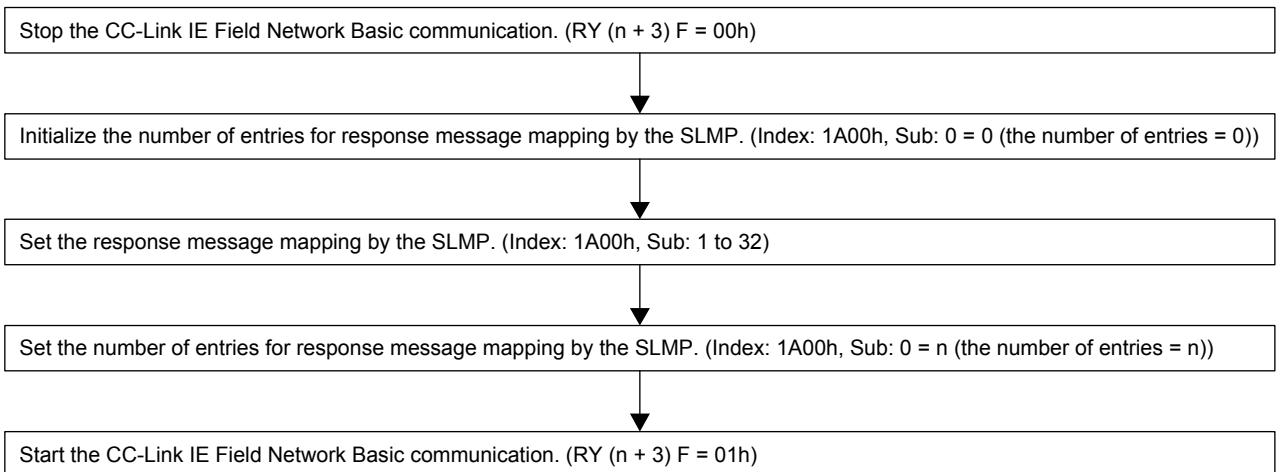 Stop the CC-Link IE Field Network Basic communication. (RY (n + 3) F = 00h)
Initialize the number of entries for response message mapping by the SLMP. (Index: 1A00h, Sub: 0 = 0 (the number of entries = 0))
Set the response message mapping by the SLMP. (Index: 1A00h, Sub: 1 to 32)
Set the number of entries for response message mapping by the SLMP. (Index: 1A00h, Sub: 0 = n (the number of entries = n))
Start the CC-Link IE Field Network Basic communication. (RY (n + 3) F = 01h)